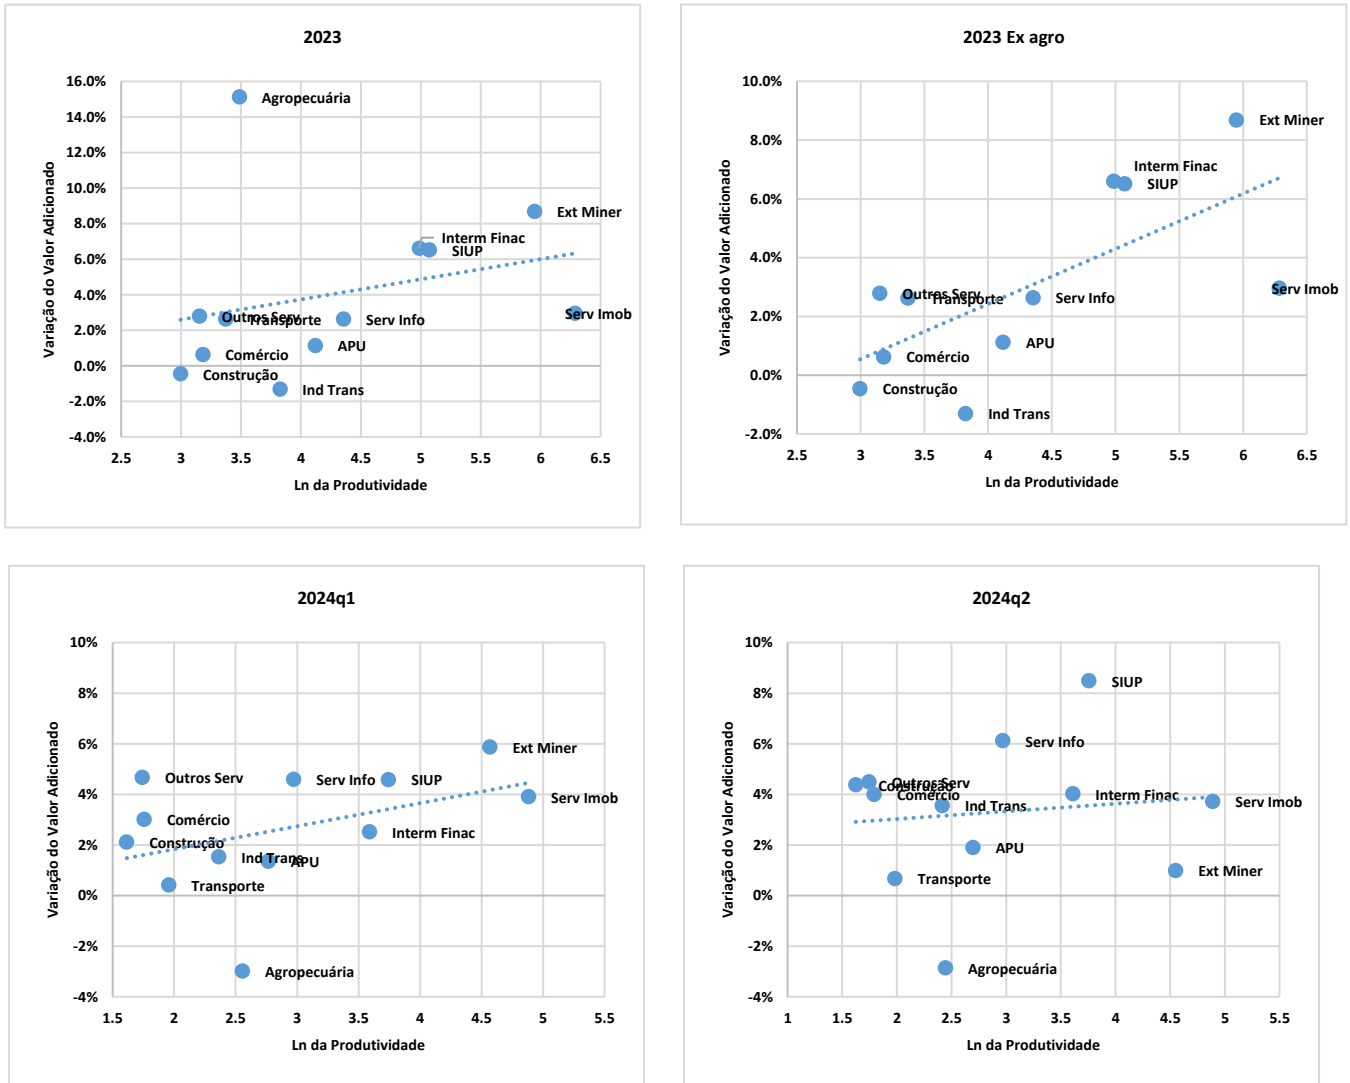 2023
16.0%
14.0%
12.0%
10.0%
8.0%
6.0%
4.0%
2.0%
0.0%
-2.0%
-4.0%
Variação do Valor Adicionado
Agropecuária
Ext Miner
Interm Finac
SIUP
Serv Imob
Outros Serv
Transporte
Serv Info
APU
Comércio
Construção
Ind Trans
2.5 3 3.5 4 4.5 5 5.5 6 6.5
Ln da Produtividade
2023 Ex agro
10.0%
8.0%
6.0%
4.0%
2.0%
0.0%
-2.0%
Variação do Valor Adicionado
Ext Miner
Interm Finac
SIUP
Serv Imob
Outros Serv
Transporte
Serv Info
APU
Comércio
Construção
Ind Trans
2.5 3 3.5 4 4.5 5 5.5 6 6.5
Ln da Produtividade
2024q1
10%
8%
6%
4%
2%
0%
-2%
-4%
Variação do Valor Adicionado
Ext Miner
Outros Serv
Serv Info
SIUP
Serv Imob
Comércio
Interm Finac
Construção
Ind Trans
APU
Transporte
Agropecuária
1.5 2 2.5 3 3.5 4 4.5 5 5.5
Ln da Produtividade
2024q2
10%
8%
6%
4%
2%
0%
-2%
-4%
Variação do Valor Adicionado
SIUP
Serv Info
Outros Serv
Construção
Comércio
Ind Trans
Interm Finac
Serv Imob
APU
Transporte
Ext Miner
Agropecuária
1 1.5 2 2.5 3 3.5 4 4.5 5 5.5
Ln da Produtividade